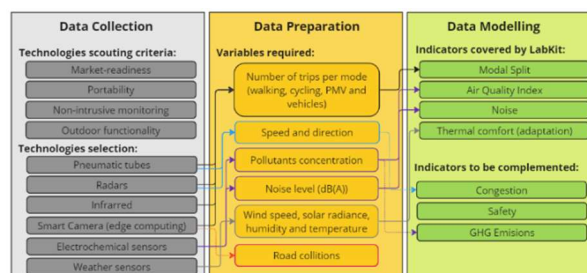 Data Collection
Technologies scouting criteria:
Market-readiness
Portability
Non-intrusive monitoring
Outdoor functionality
Technologies selection:
Pneumatic tubes
Radars
Infrarred
Smart Camera (edge computing)
Electrochemical sensors
Weather sensors
Data Preparation
Variables required:
Number of trips per mode
(walking, cycling, PMV and
vehicles)
Speed and direction
Pollutants concentration
Noise level (dB(A))
Wind speed, solar radiance,
humidity and temperature
Road collitions
Data Modelling
Indicators covered by LabKit:
Modal Split
Air Quality Index
Noise
Thermal comfort (adaptation)
Indicators to be complemented:
Congestion
Safety
GHG Emisions